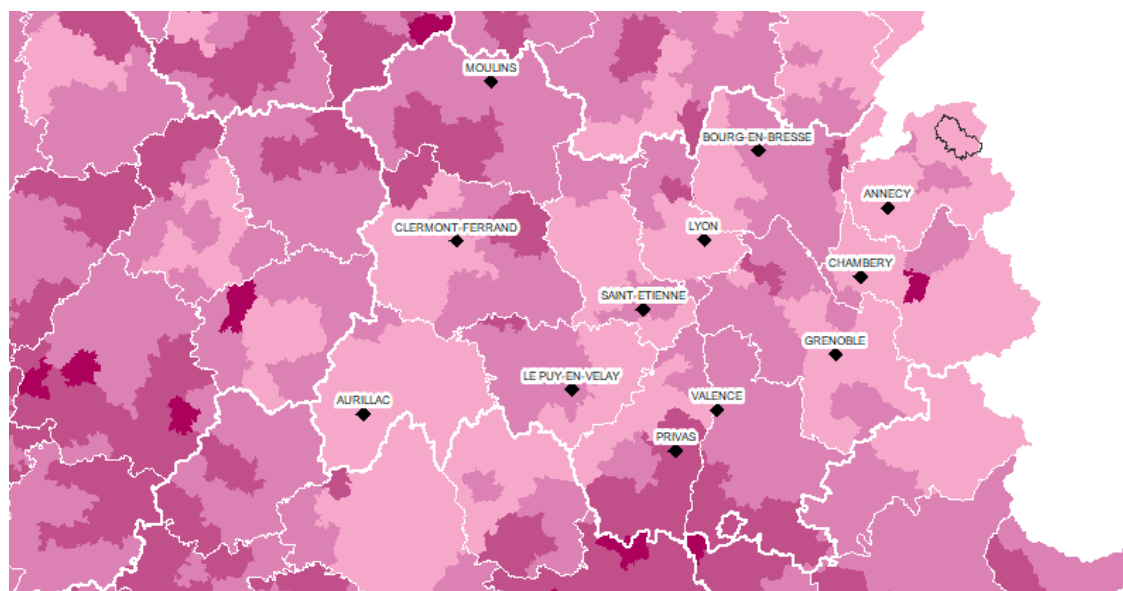 MOULINS
BOURG-EN-BRESSE
ANNECY
CLERMONT-FERRAND
LYON
CHAMBERY
SAINT-ETIENNE
GRENOBLE
LE PUY-EN-VELAY
AURILLAC
VALENCE
PRIVAS